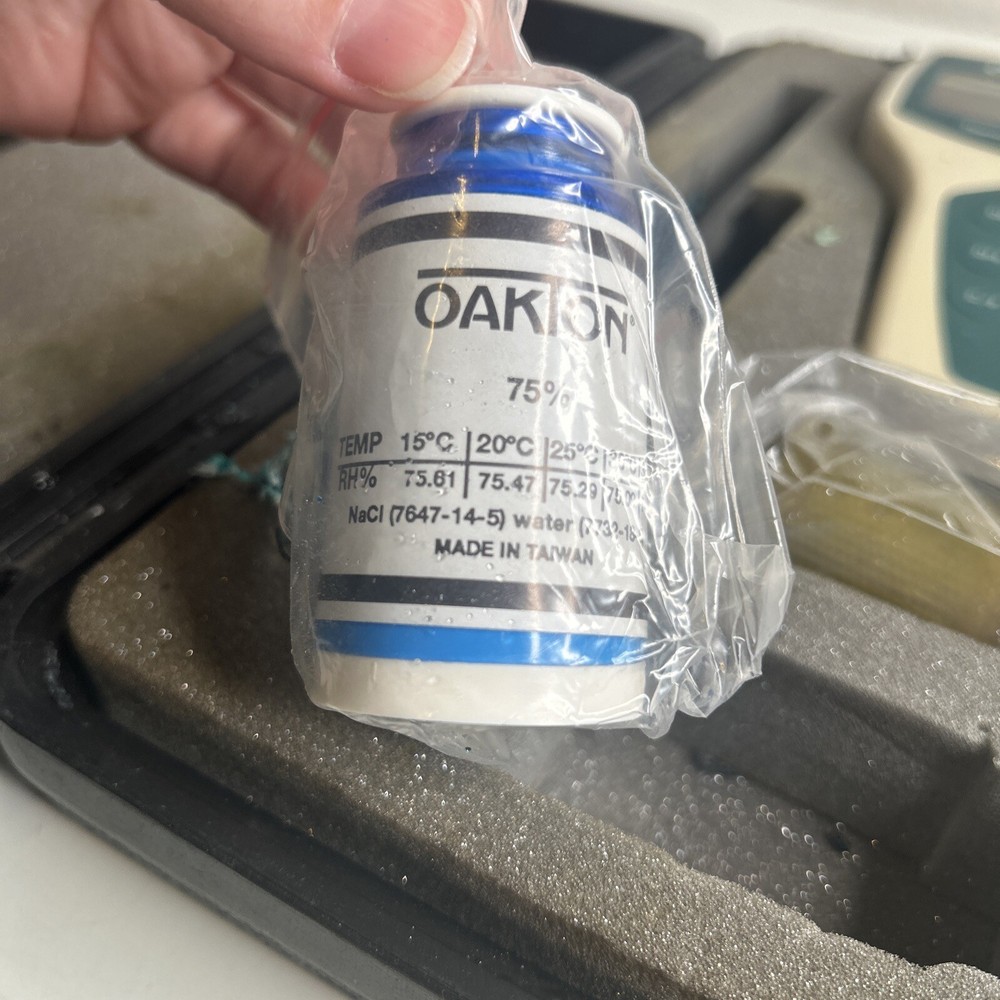 OAKTON®
75%
TEMP 15°C 20°C 25°C
RH% 75.61 75.47 75.29
NaCl (7647-14-5) water
MADE IN TAIWAN